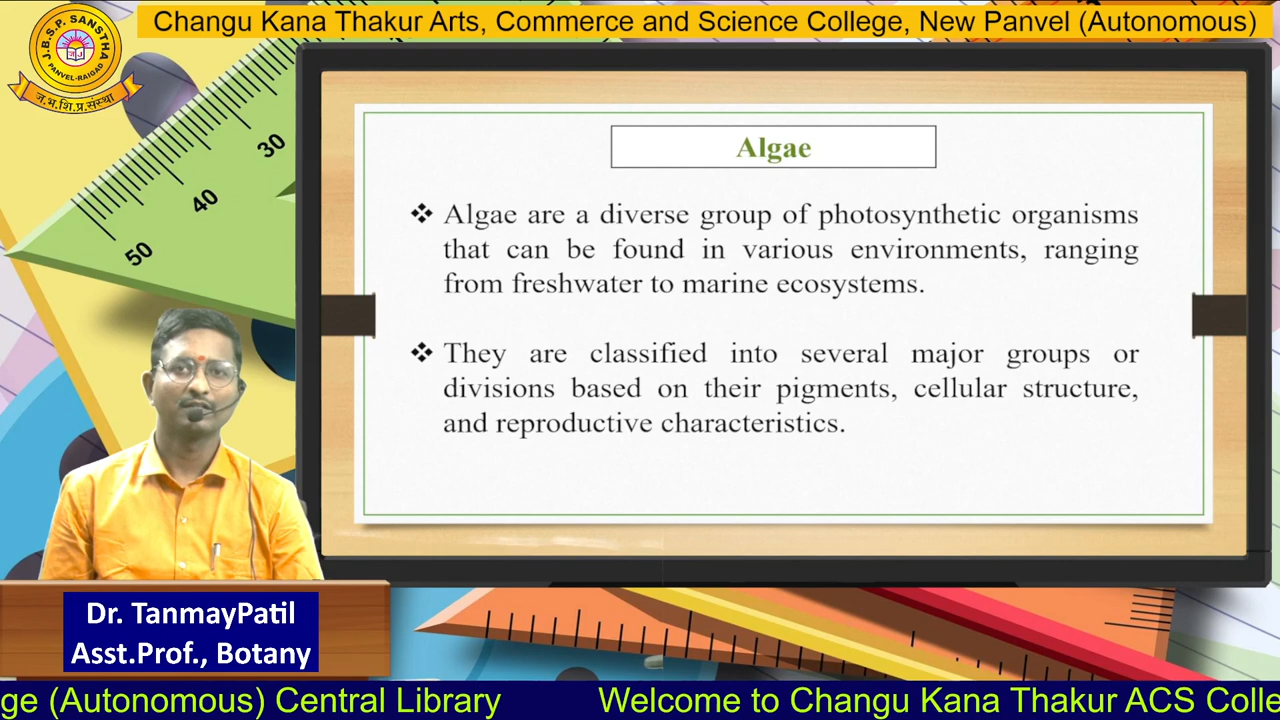 Changu Kana Thakur Arts, Commerce and Science College, New Panvel (Autonomous)
J.B.S.P. SANSTHA
PANVEL-RAIGAD
ज.भ.शि.प्र.संस्था
30
40
50
Algae
❖ Algae are a diverse group of photosynthetic organisms
that can be found in various environments, ranging
from freshwater to marine ecosystems.
❖ They are classified into several major groups or
divisions based on their pigments, cellular structure,
and reproductive characteristics.
Dr. TanmayPatil
Asst.Prof., Botany
ge (Autonomous) Central Library Welcome to Changu Kana Thakur ACS Colle